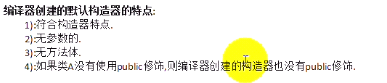 编译器创建的默认构造器的特点:
1):符合构造器特点.
2):无参数的.
3):无方法体.
4):如果类A没有使用public修饰,则编译器创建的构造器也没有public修饰.